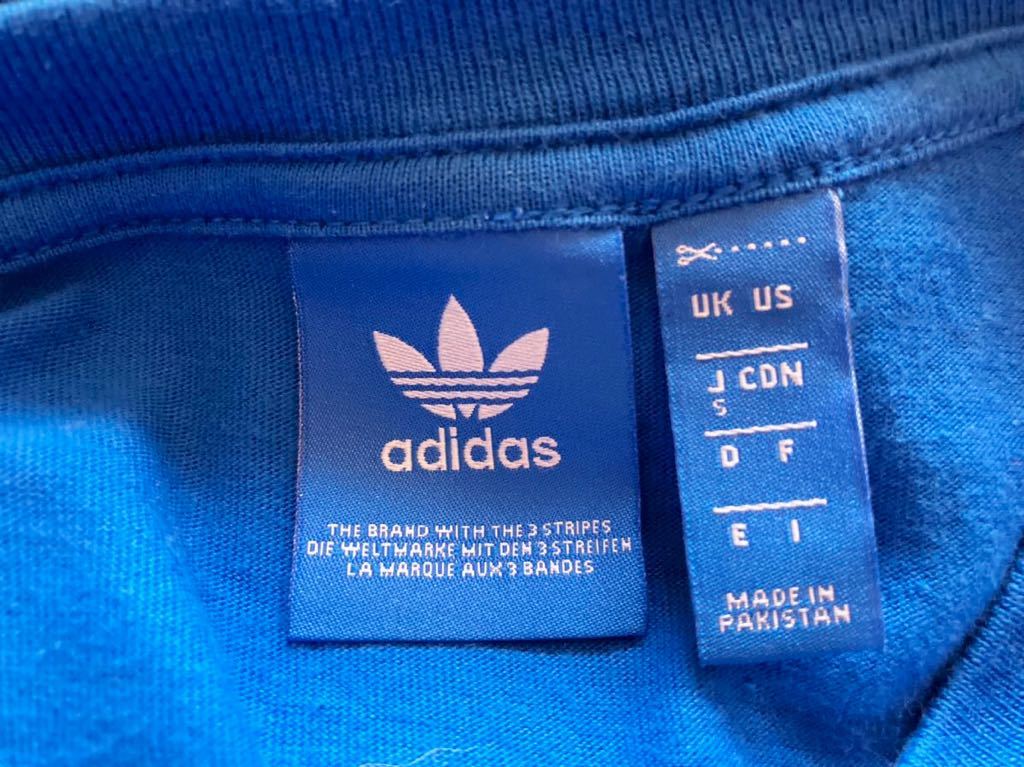 adidas
THE BRAND WITH THE 3 STRIPES
DIE WELTMARKE MIT DEN 3 STREIFEN
LA MARQUE AUX 3 BANDES
UK US
J CDN
S
D F
E I
MADE IN
PAKISTAN